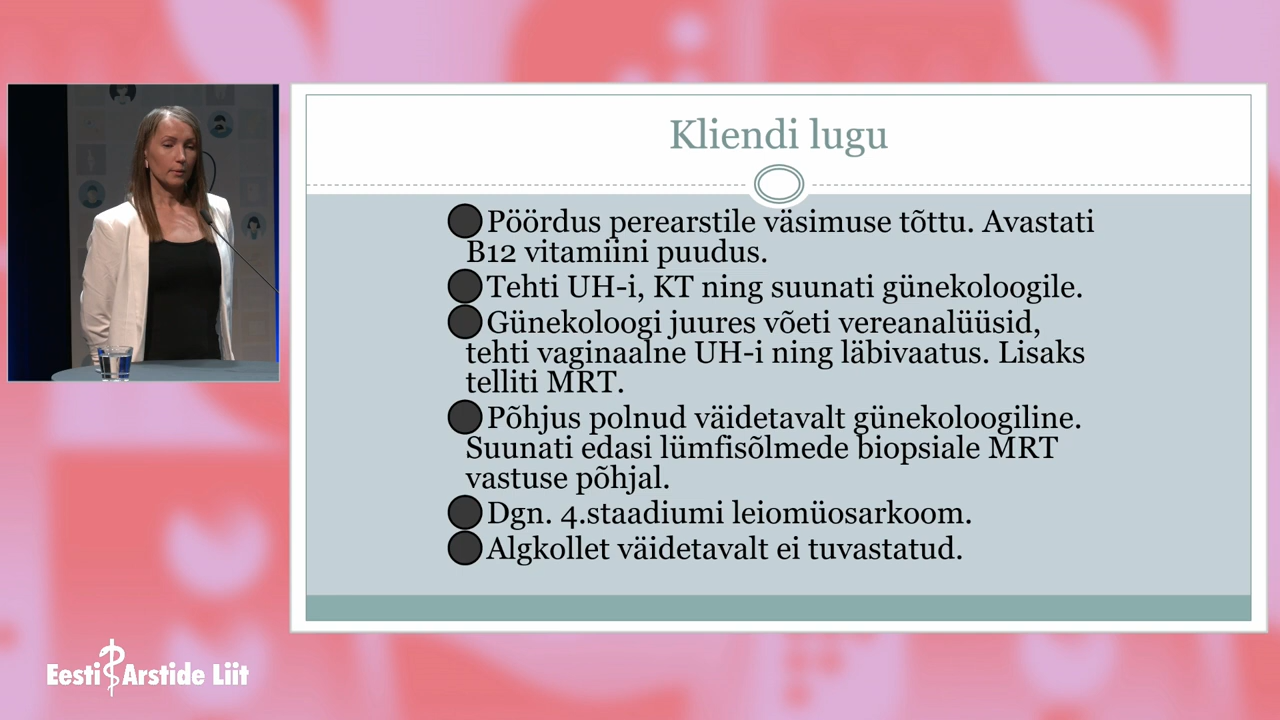 Kliendi lugu
Pöördus perearstile väsimuse tõttu. Avastati
B12 vitamiini puudus.
Tehti UH-i, KT ning suunati günekoloogile.
Günekoloogi juures võeti vereanalüüsid,
tehti vaginaalne UH-i ning läbivaatus. Lisaks
telliti MRT.
Põhjus polnud väidetavalt günekoloogiline.
Suunati edasi lümfisõlmede biopsiale MRT
vastuse põhjal.
Dgn. 4.staadiumi leiomüosarkoom.
Algkollet väidetavalt ei tuvastatud.
Eesti Arstide Liit